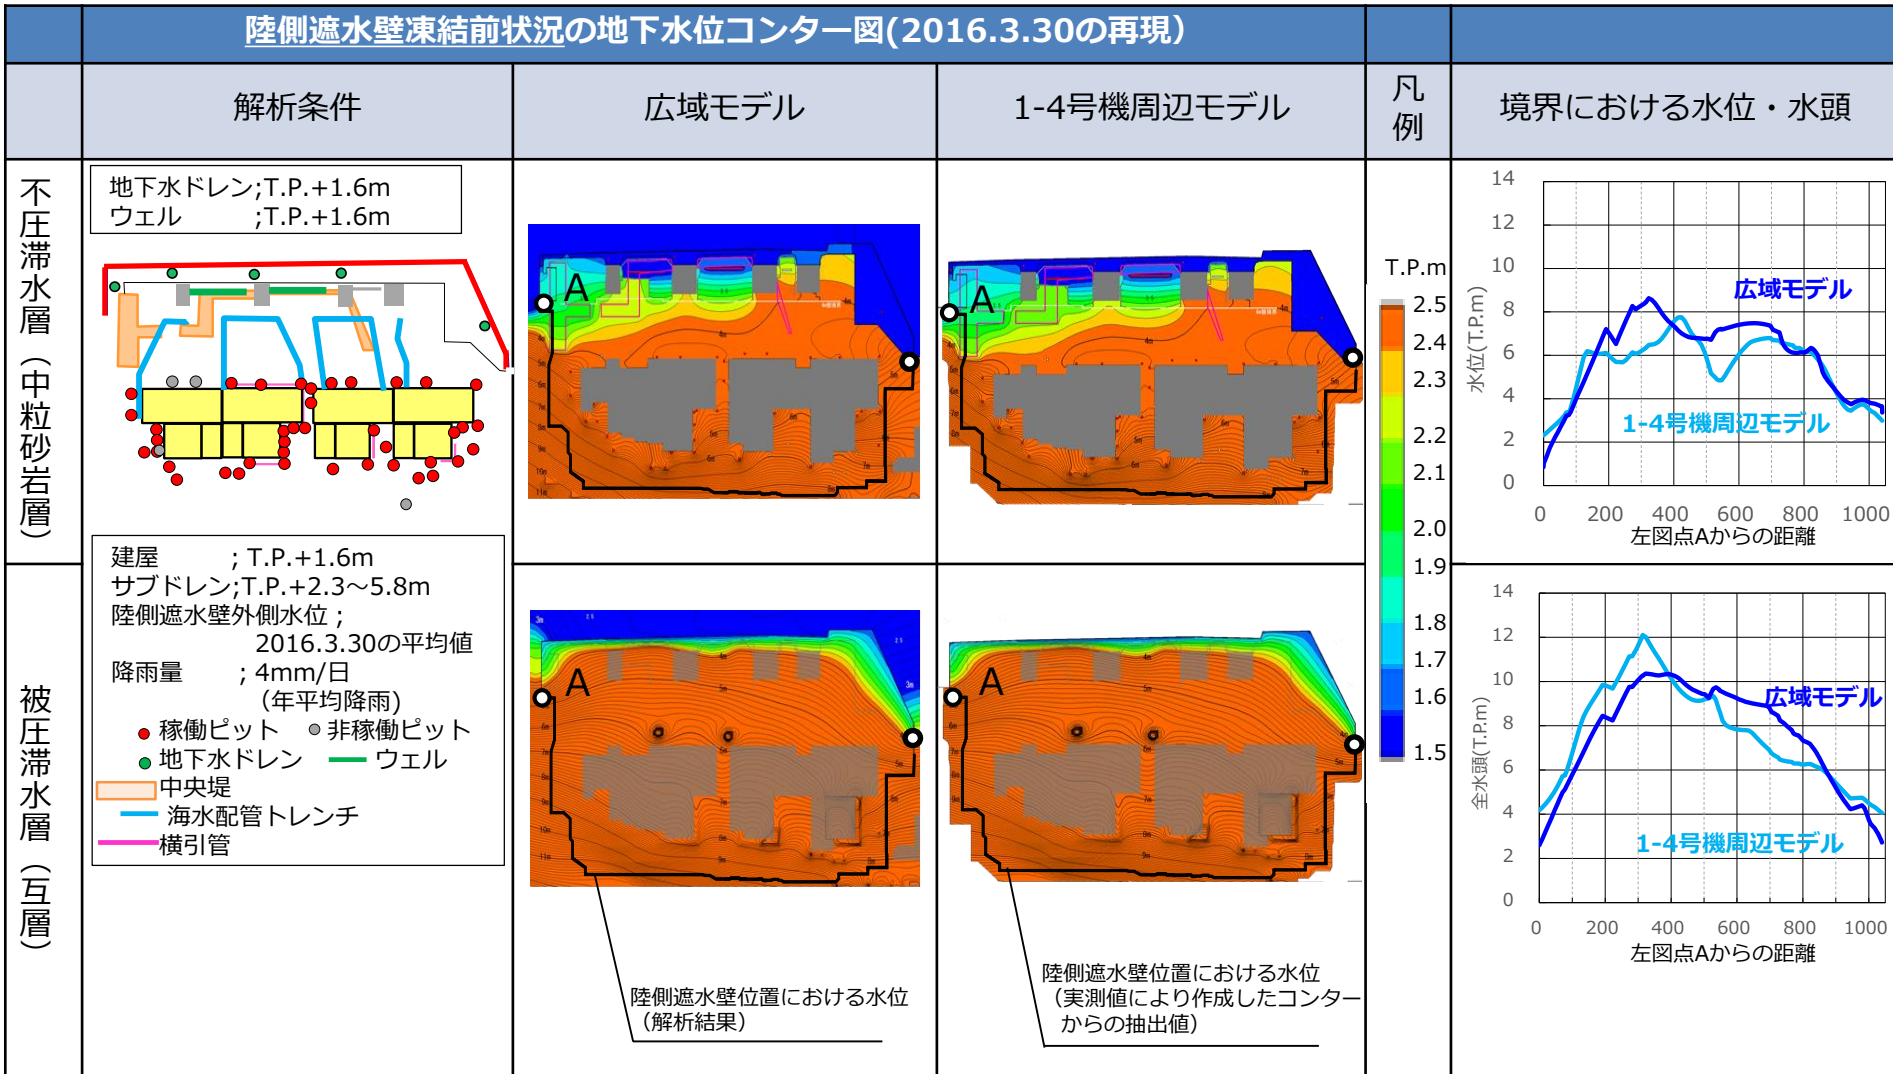 陸側遮水壁凍結前状況の地下水位コンター図(2016.3.30の再現)
解析条件
広域モデル
1-4号機周辺モデル
凡例
境界における水位・水頭
不圧滞水層（中粒砂岩層）
地下水ドレン;T.P.+1.6m
ウェル ;T.P.+1.6m
A
A
T.P.m
2.5
2.4
2.3
2.2
2.1
2.0
1.9
1.8
1.7
1.6
1.5
14
12
10
8
6
4
2
0
水位(T.P.m)
広域モデル
1-4号機周辺モデル
0 200 400 600 800 1000
左図点Aからの距離
被圧滞水層（互層）
建屋 ; T.P.+1.6m
サブドレン;T.P.+2.3～5.8m
陸側遮水壁外側水位；
2016.3.30の平均値
降雨量 ; 4mm/日
（年平均降雨)
稼働ピット 非稼働ピット
地下水ドレン ウェル
中央堤
海水配管トレンチ
横引管
A
A
陸側遮水壁位置における水位
（解析結果）
陸側遮水壁位置における水位
（実測値により作成したコンター
からの抽出値）
14
12
10
8
6
4
2
0
全水頭(T.P.m)
広域モデル
1-4号機周辺モデル
0 200 400 600 800 1000
左図点Aからの距離